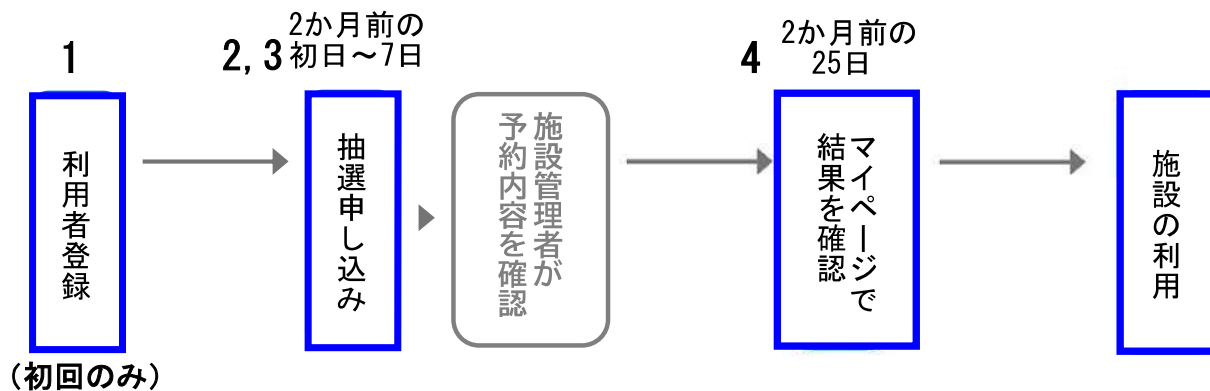 1
利用者登録
（初回のみ）
2, 3
2か月前の
初日～7日
抽選申し込み
施設管理者が
予約内容を確認
4
2か月前の
25日
マイページで
結果を確認
施設の利用